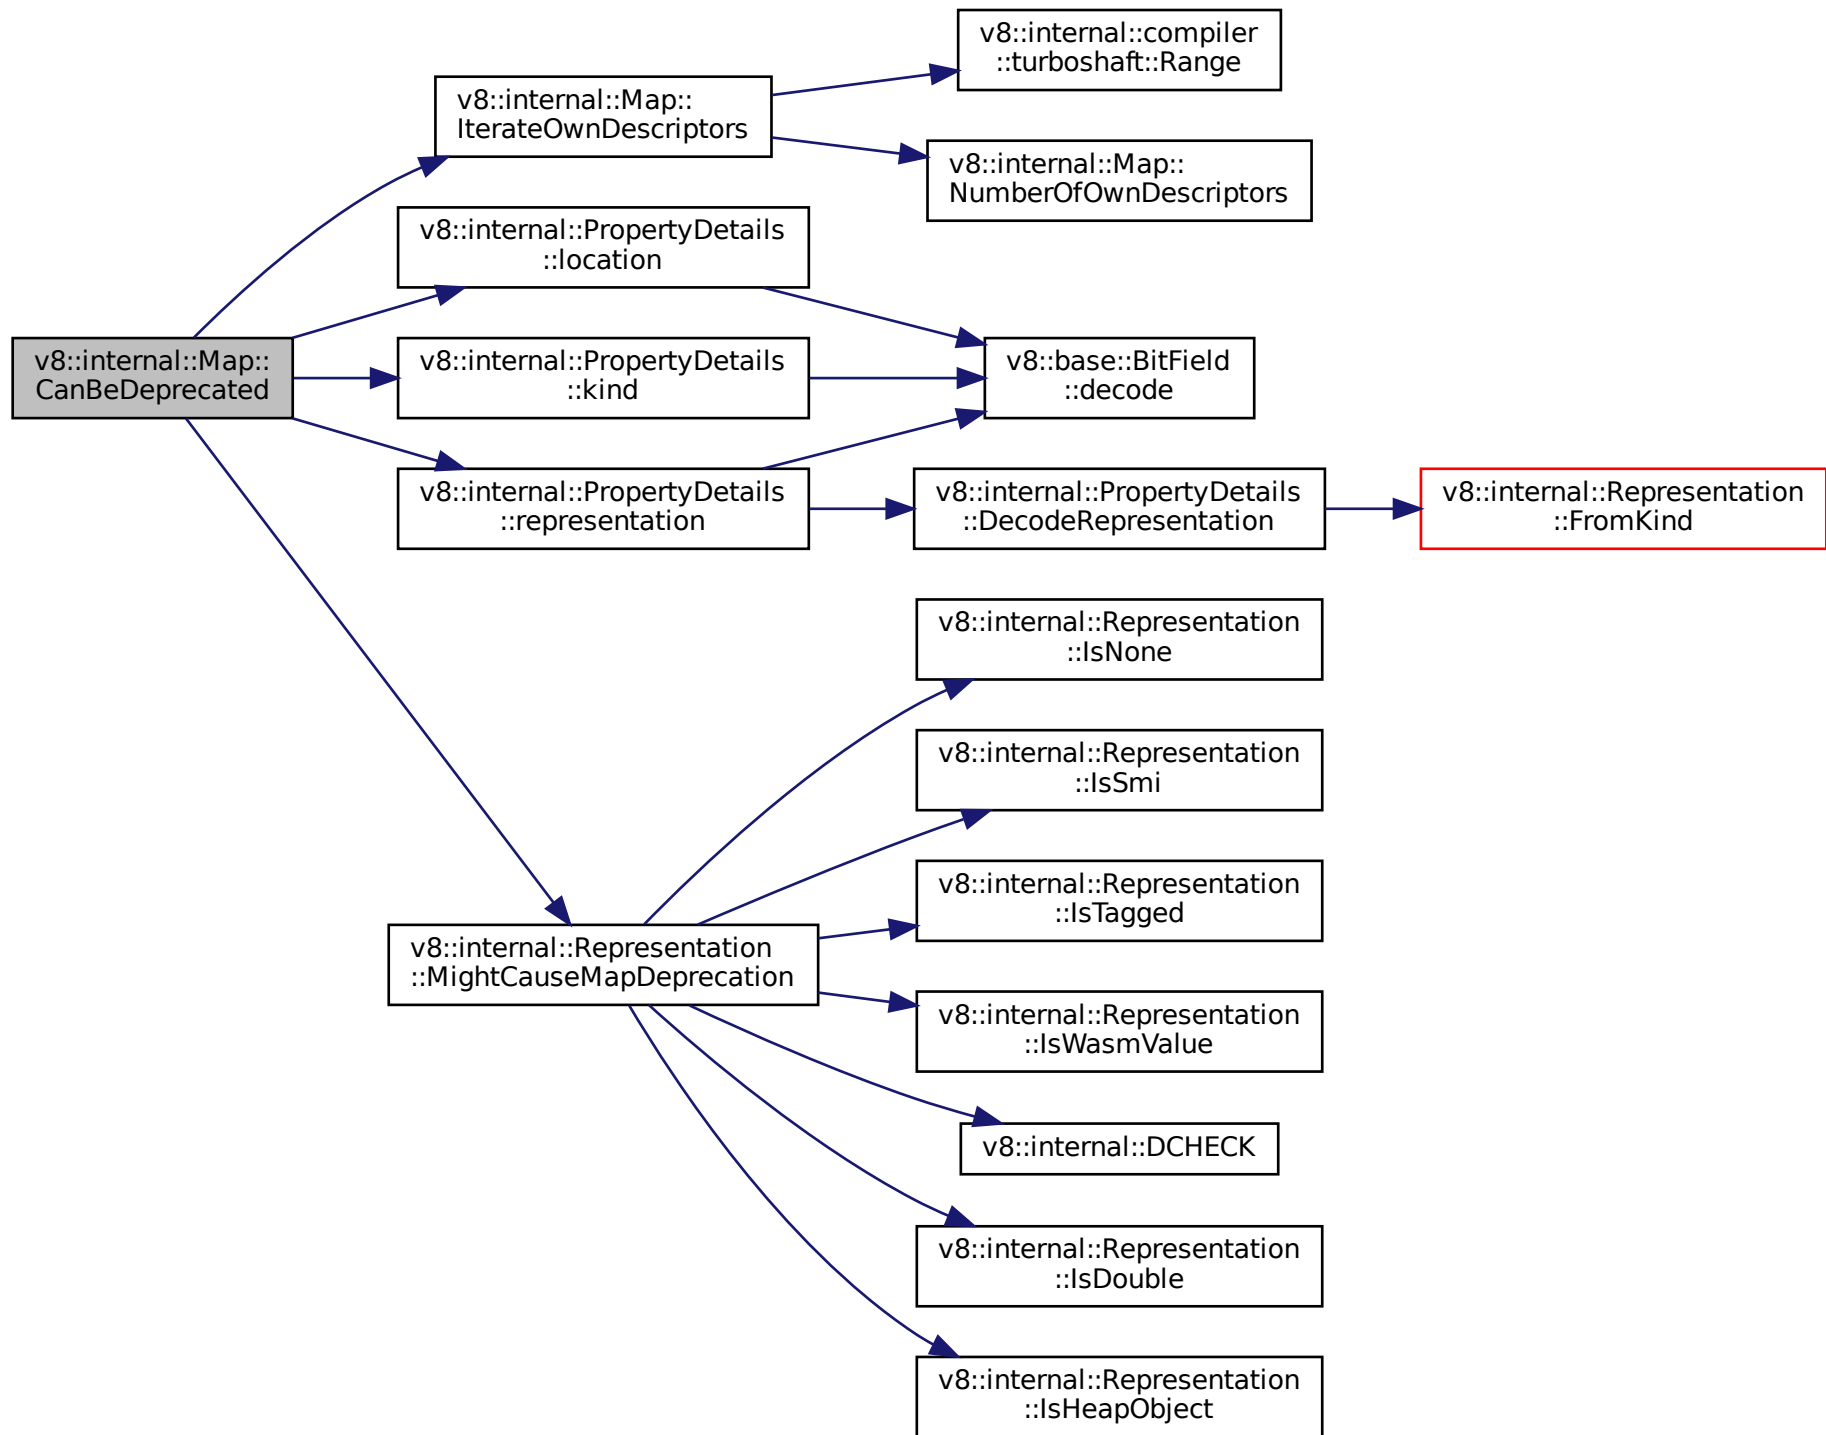 v8::internal::compiler
::turboshaft::Range
v8::internal::Map::
IterateOwnDescriptors
v8::internal::Map::
NumberOfOwnDescriptors
v8::internal::PropertyDetails
::location
v8::internal::Map::
CanBeDeprecated
v8::internal::PropertyDetails
::kind
v8::base::BitField
::decode
v8::internal::PropertyDetails
::representation
v8::internal::PropertyDetails
::DecodeRepresentation
v8::internal::Representation
::FromKind
v8::internal::Representation
::IsNone
v8::internal::Representation
::IsSmi
v8::internal::Representation
::IsTagged
v8::internal::Representation
::MightCauseMapDeprecation
v8::internal::Representation
::IsWasmValue
v8::internal::DCHECK
v8::internal::Representation
::IsDouble
v8::internal::Representation
::IsHeapObject